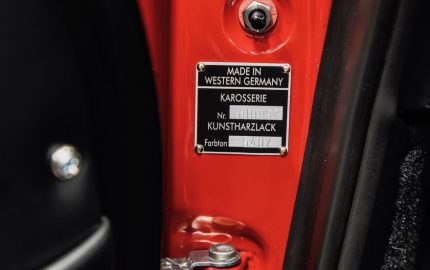 MADE IN
WESTERN GERMANY
KAROSSERIE
Nr.
KUNSTHARZLACK
Farbton